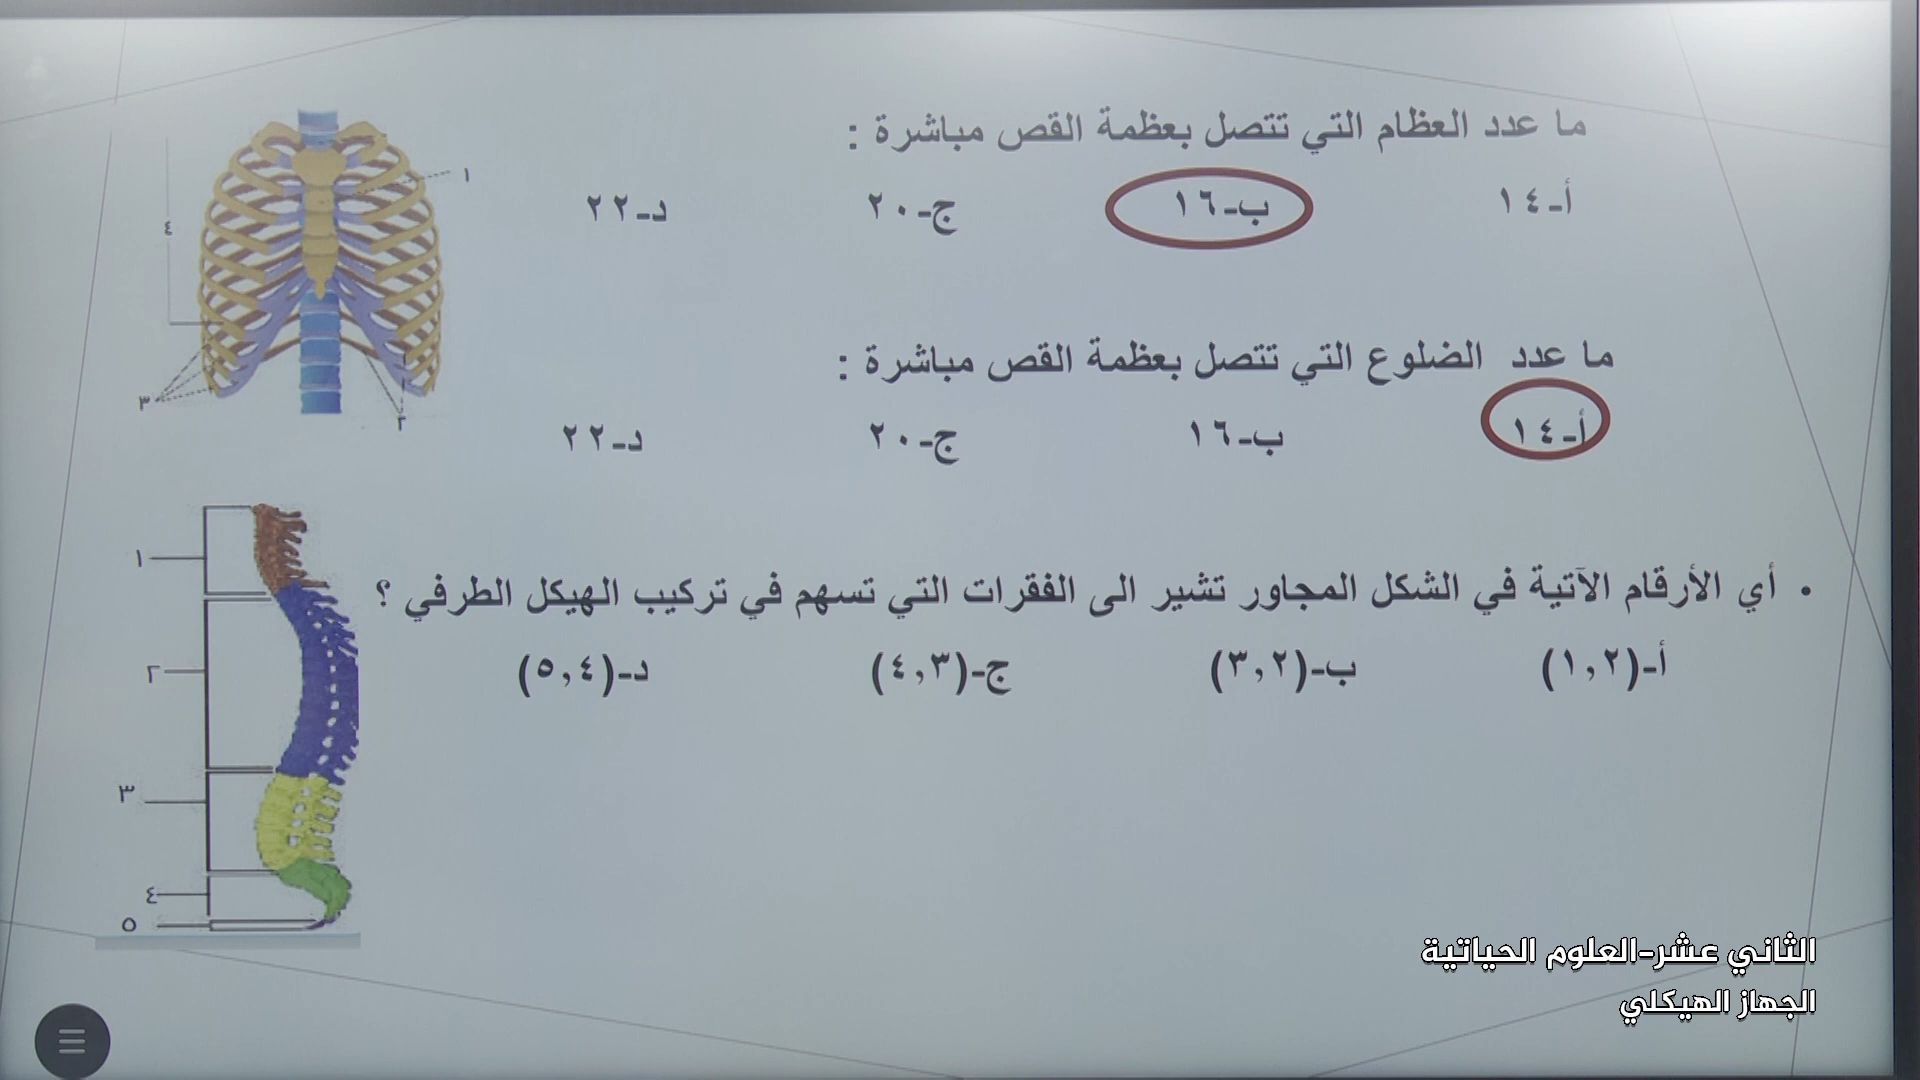 ما عدد العظام التي تتصل بعظمة القص مباشرة :
أ-١٤ ب-١٦ ج-٢٠ د-٢٢
١
٤
٣
٢
ما عدد الضلوع التي تتصل بعظمة القص مباشرة :
أ-١٤ ب-١٦ ج-٢٠ د-٢٢
• أي الأرقام الآتية في الشكل المجاور تشير الى الفقرات التي تسهم في تركيب الهيكل الطرفي ؟
أ-(١,٢) ب-(٣,٢) ج-(٤,٣) د-(٥,٤)
١
٢
٣
٤
٥
الثاني عشر-العلوم الحياتية
الجهاز الهيكلي